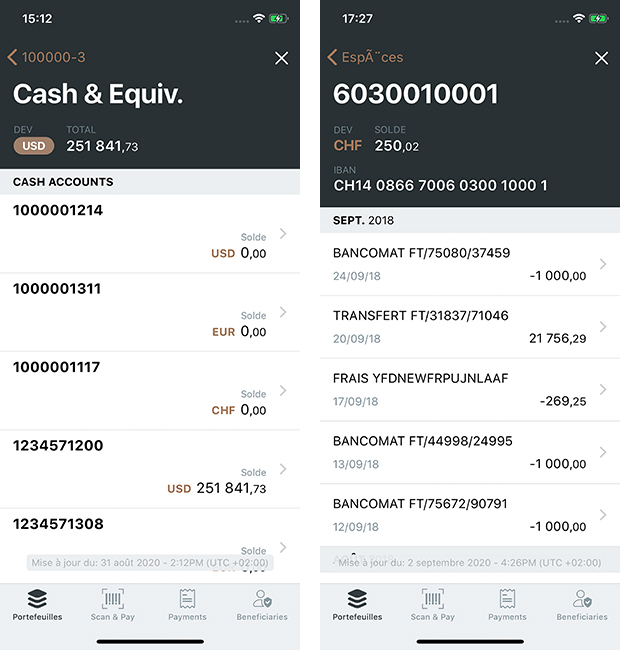 15:12
100000-3
Cash & Equiv.
DEV TOTAL
USD 251 841,73
CASH ACCOUNTS
1000001214
Solde
USD 0,00
1000001311
Solde
EUR 0,00
1000001117
Solde
CHF 0,00
1234571200
Solde
USD 251 841,73
1234571308
Solde
Mise à jour du: 31 août 2020 - 2:12PM (UTC +02:00)
Portefeuilles Scan & Pay Payments Beneficiaries
17:27
EspÃ¨ces
6030010001
DEV SOLDE
CHF 250,02
IBAN
CH14 0866 7006 0300 1000 1
SEPT. 2018
BANCOMAT FT/75080/37459
24/09/18 -1 000,00
TRANSFERT FT/31837/71046
20/09/18 21 756,29
FRAIS YFDNEWFRPUJNLAAF
17/09/18 -269,25
BANCOMAT FT/44998/24995
13/09/18 -1 000,00
BANCOMAT FT/75672/90791
12/09/18 -1 000,00
Mise à jour du: 2 septembre 2020 - 4:26PM (UTC +02:00)
Portefeuilles Scan & Pay Payments Beneficiaries